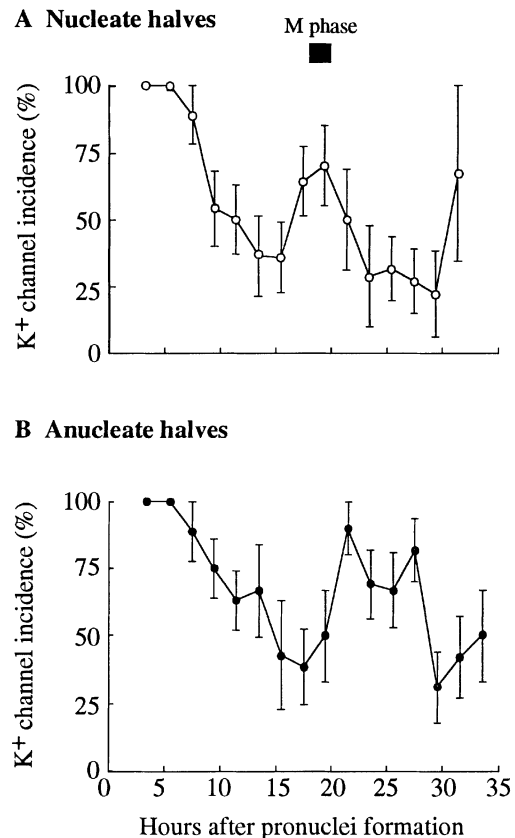 A Nucleate halves
M phase
K+ channel incidence (%)
100
75
50
25
0
B Anucleate halves
K+ channel incidence (%)
100
75
50
25
0
0 5 10 15 20 25 30 35
Hours after pronuclei formation